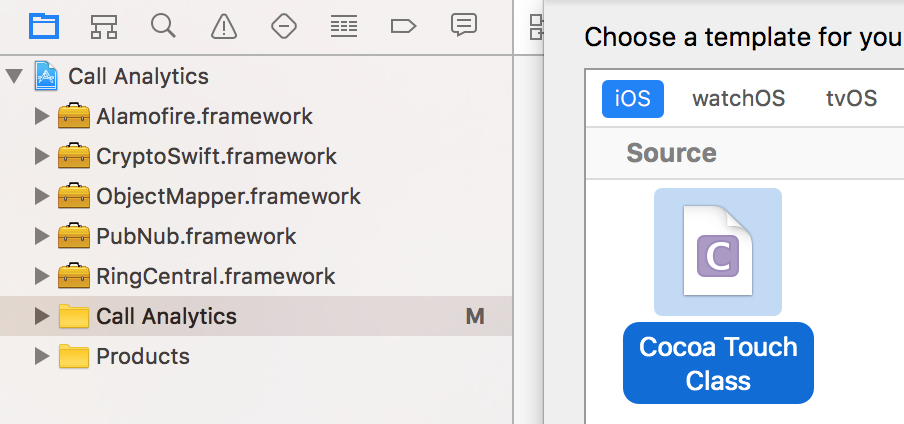 Call Analytics
Alamofire.framework
CryptoSwift.framework
ObjectMapper.framework
PubNub.framework
RingCentral.framework
Call Analytics M
Products
Choose a template for you
iOS watchOS tvOS
Source
C
Cocoa Touch
Class